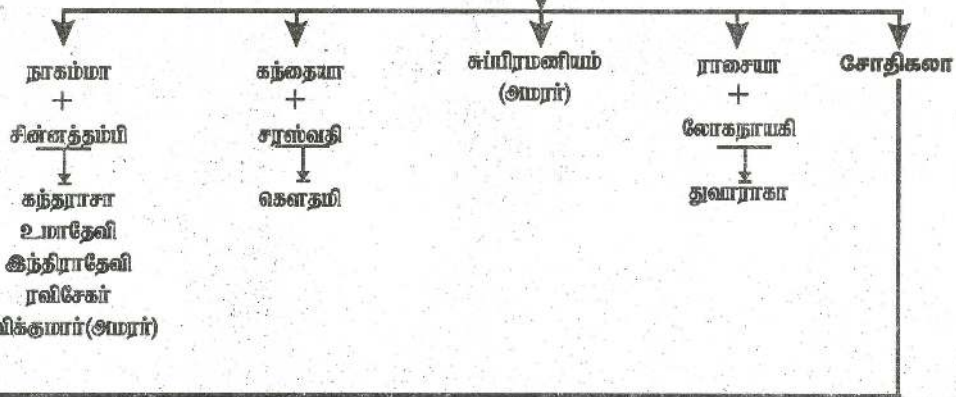 நாகம்மா
+
சின்னத்தம்பி
கந்தராசா
உமாதேவி
இந்திராதேவி
ரவிசேகர்
விக்குமார்(அமரர்)
கந்தையா
+
சரஸ்வதி
கௌதமி
சுப்பிரமணியம்
(அமரர்)
ராசையா
+
லோகநாயகி
துவாராகா
சோதிகலா